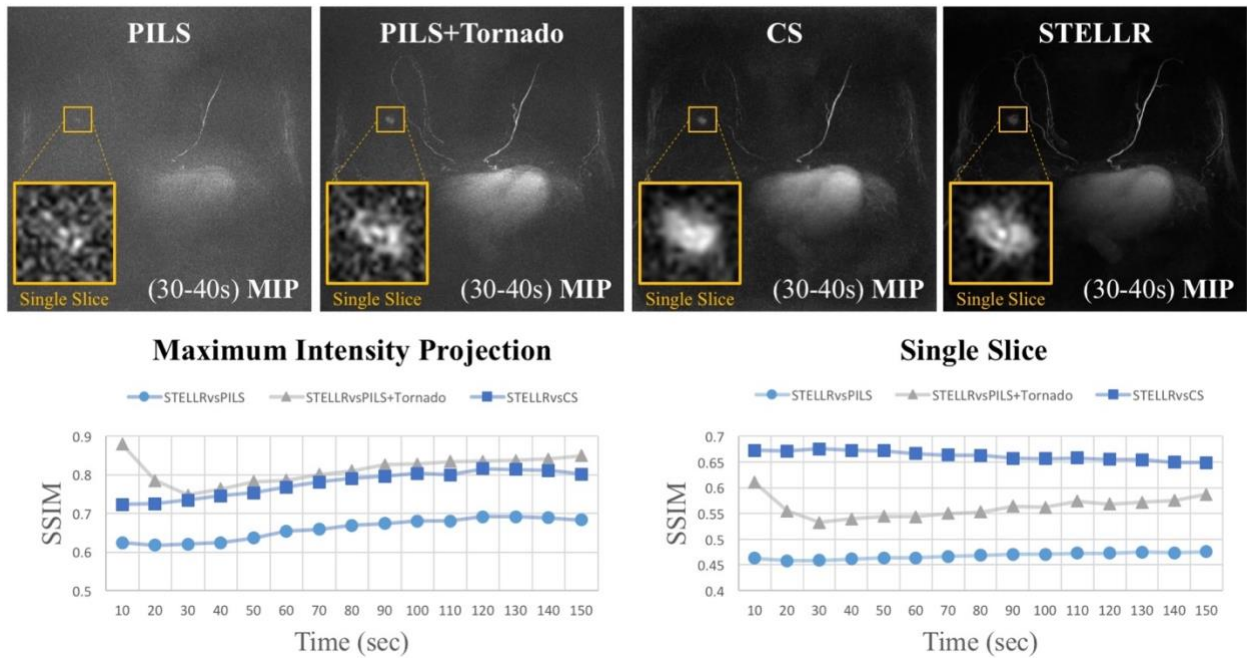 PILS
PILS+Tornado
CS
STELLR
Single Slice
(30-40s) MIP
Single Slice
(30-40s) MIP
Single Slice
(30-40s) MIP
Single Slice
(30-40s) MIP
Maximum Intensity Projection
STELLRvsPILS STELLRvsPILS+Tornado STELLRvsCS
SSIM
0.9
0.8
0.7
0.6
0.5
10 20 30 40 50 60 70 80 90 100 110 120 130 140 150
Time (sec)
Single Slice
STELLRvsPILS STELLRvsPILS+Tornado STELLRvsCS
SSIM
0.7
0.65
0.6
0.55
0.5
0.45
0.4
10 20 30 40 50 60 70 80 90 100 110 120 130 140 150
Time (sec)